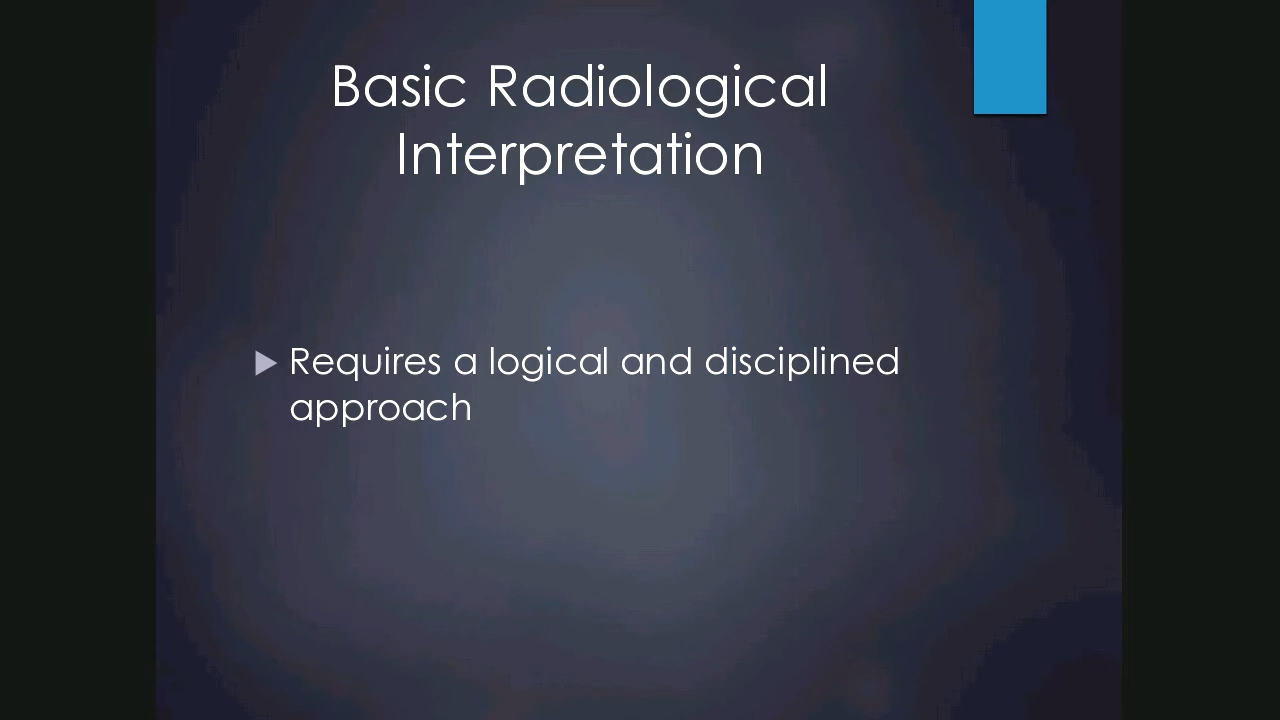 Basic Radiological
Interpretation
Requires a logical and disciplined
approach